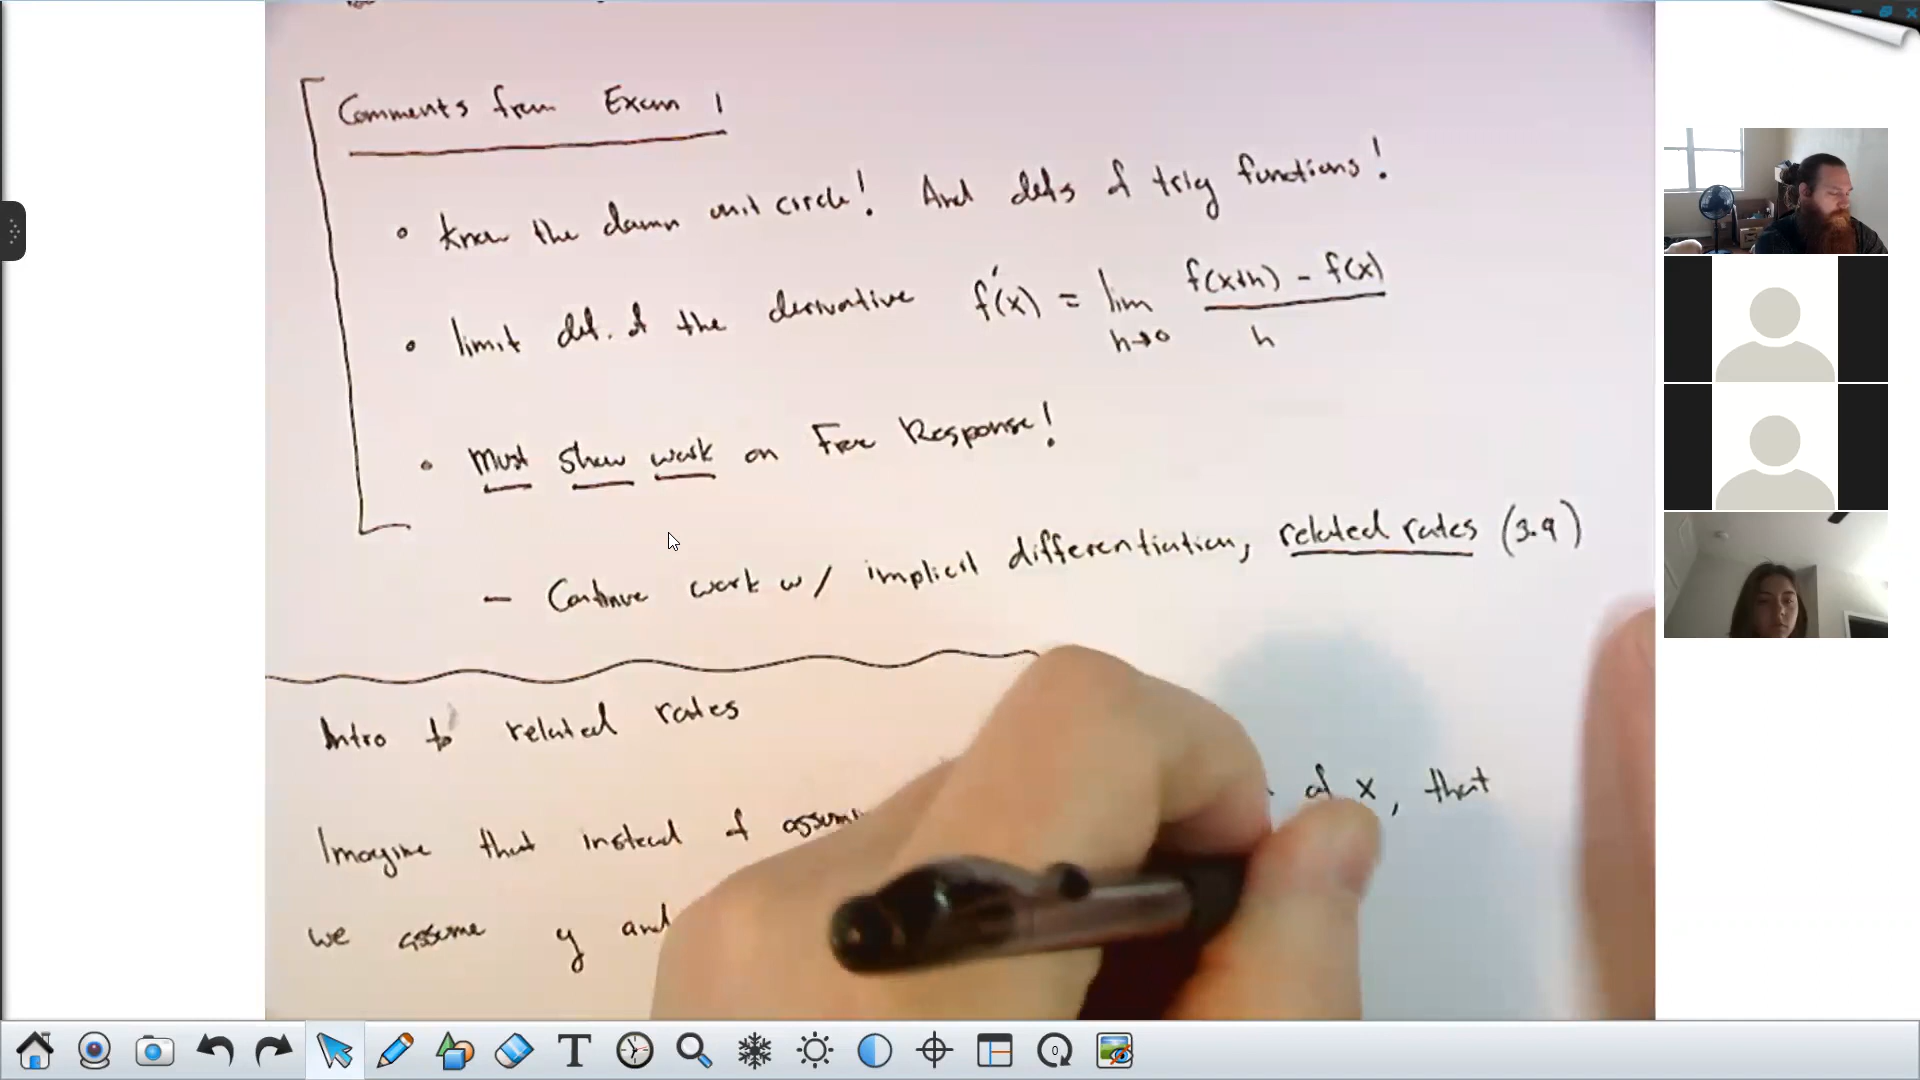 Comments from Exam 1
• Know the damn unit circle! And defs of trig functions!
• limit def. of the derivative f'(x) = lim h→0 f(x+h) - f(x) / h
• Must show work on Free Response!
— Continue work w/ implicit differentiation, related rates (3.9)
Intro to related rates
Imagine that instead of assumi of x, that
we assume y and
T
0